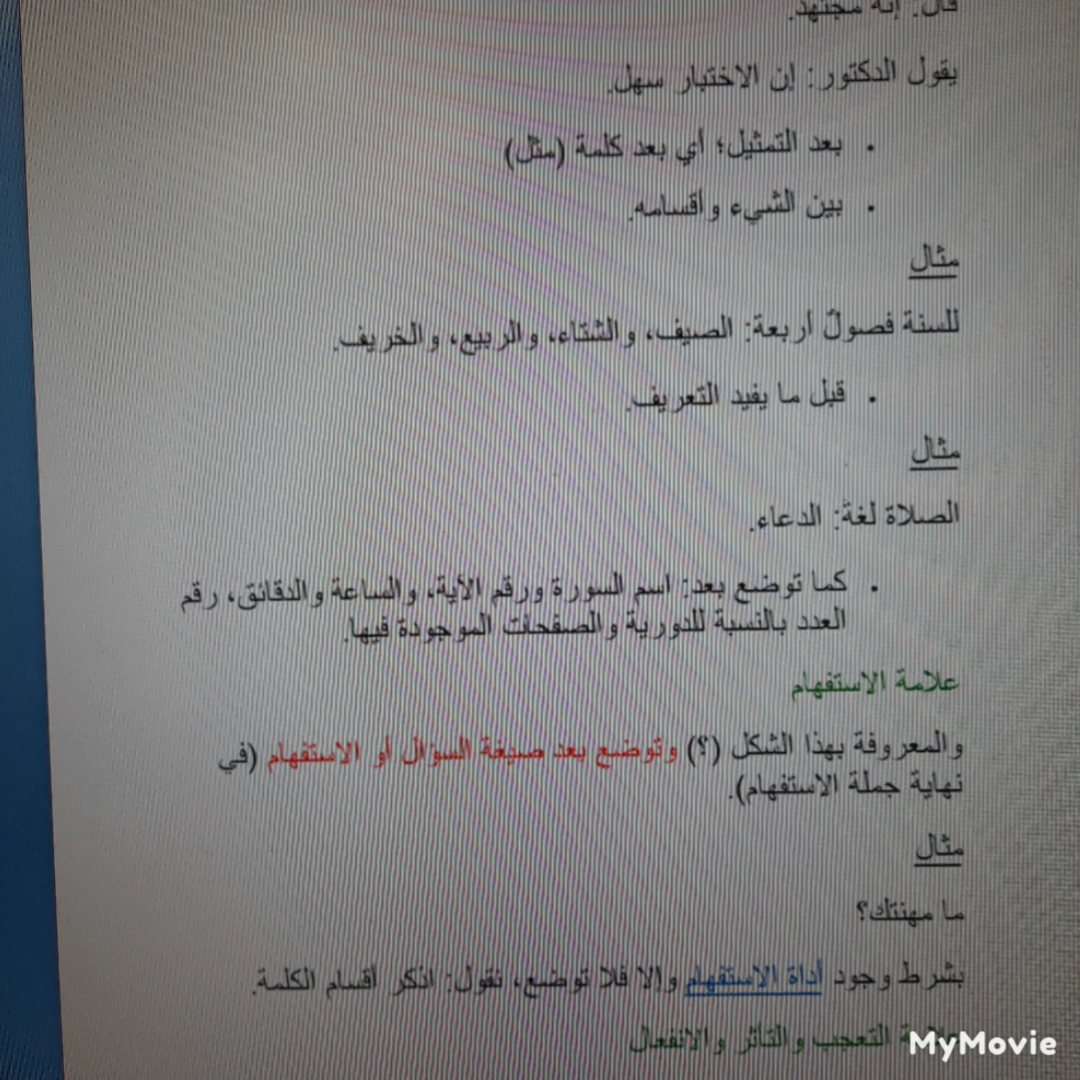 قال: إنه مجتهد.
يقول الدكتور: إن الاختبار سهل.
• بعد التمثيل؛ أي بعد كلمة (مثل)
• بين الشيء وأقسامه.
مثال
للسنة فصولٌ أربعة: الصيف، والشتاء، والربيع، والخريف.
• قبل ما يفيد التعريف.
مثال
الصلاة لغةً: الدعاء.
• كما توضع بعد: اسم السورة ورقم الآية، والساعة والدقائق، رقم
العدد بالنسبة للدورية والصفحات الموجودة فيها.
علامة الاستفهام
والمعروفة بهذا الشكل (؟) وتوضع بعد صيغة السؤال أو الاستفهام (في
نهاية جملة الاستفهام).
مثال
ما مهنتك؟
بشرط وجود أداة الاستفهام وإلا فلا توضع، نقول: اذكر أقسام الكلمة.
التعجب والتأثر والانفعال
MyMovie